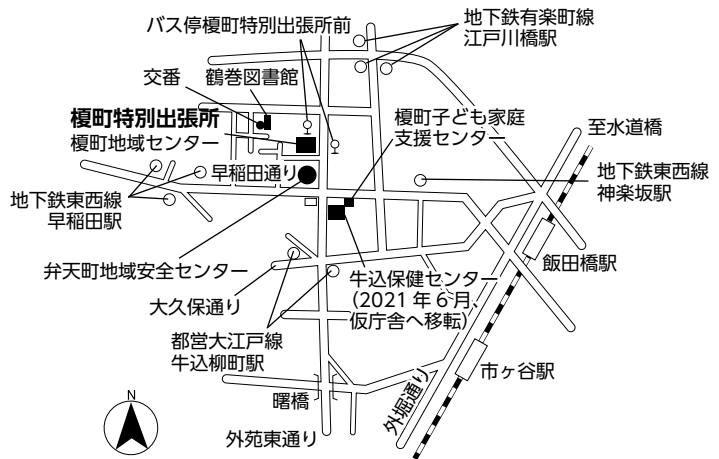 地下鉄有楽町線
江戸川橋駅
バス停榎町特別出張所前
交番
鶴巻図書館
榎町特別出張所
榎町地域センター
榎町子ども家庭
支援センター
至水道橋
早稲田通り
地下鉄東西線
神楽坂駅
地下鉄東西線
早稲田駅
弁天町地域安全センター
飯田橋駅
大久保通り
牛込保健センター
(2021年6月
仮庁舎へ移転)
都営大江戸線
牛込柳町駅
市ヶ谷駅
外堀通り
曙橋
外苑東通り
N